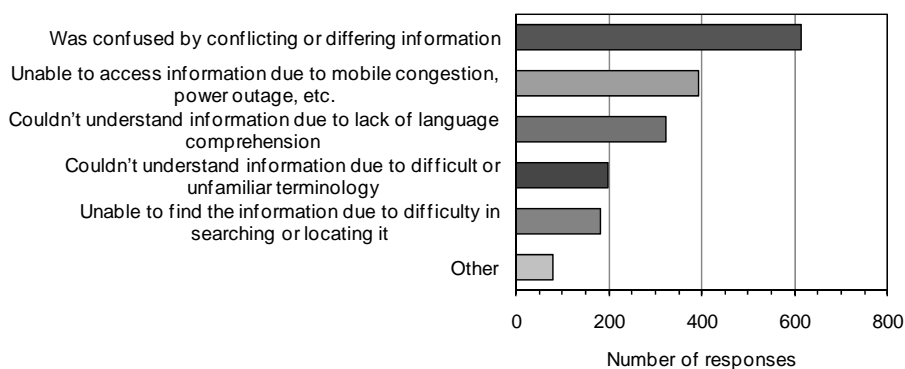 Was confused by conflicting or differing information
Unable to access information due to mobile congestion,
power outage, etc.
Couldn't understand information due to lack of language
comprehension
Couldn't understand information due to difficult or
unfamiliar terminology
Unable to find the information due to difficulty in
searching or locating it
Other
0 200 400 600 800
Number of responses